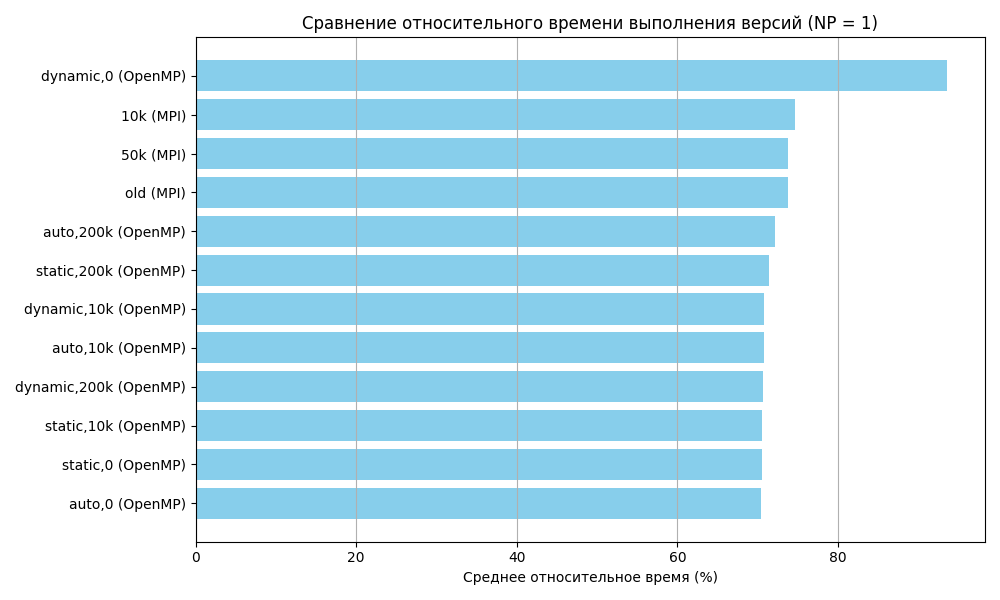 Сравнение относительного времени выполнения версий (NP = 1)
dynamic,0 (OpenMP)
10k (MPI)
50k (MPI)
old (MPI)
auto,200k (OpenMP)
static,200k (OpenMP)
dynamic,10k (OpenMP)
auto,10k (OpenMP)
dynamic,200k (OpenMP)
static,10k (OpenMP)
static,0 (OpenMP)
auto,0 (OpenMP)
0 20 40 60 80
Среднее относительное время (%)